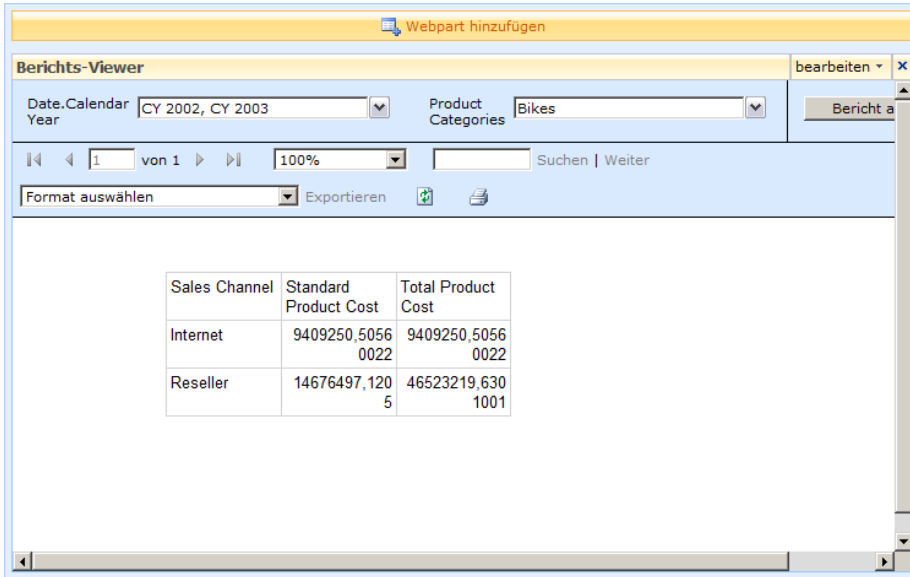 Webpart hinzufügen
Berichts-Viewer
bearbeiten
Date.Calendar Year
CY 2002, CY 2003
Product Categories
Bikes
Bericht a
1 von 1
100%
Suchen | Weiter
Format auswählen
Exportieren
Sales Channel
Standard Product Cost
Total Product Cost
Internet
9409250,5056
0022
9409250,5056
0022
Reseller
14676497,120
5
46523219,630
1001